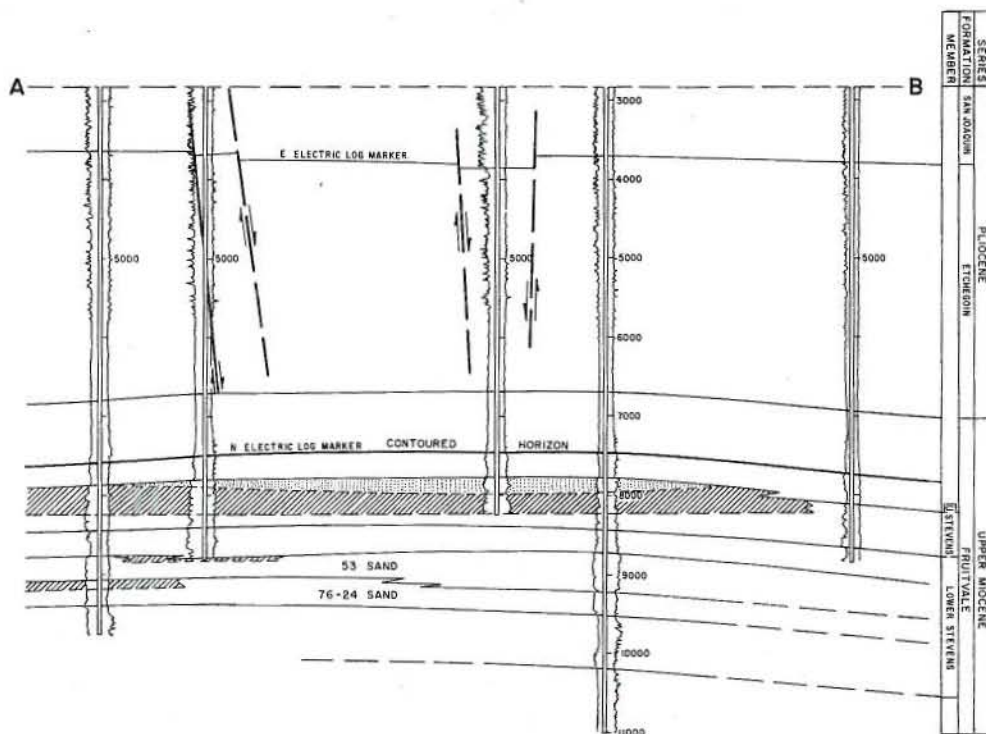 A
B
E ELECTRIC LOG MARKER
3000
4000
5000
5000
5000
5000
5000
6000
7000
N ELECTRIC LOG MARKER CONTOURED HORIZON
8000
53 SAND
9000
76-24 SAND
10000
11000
MEMBER
FORMATION
SERIES
SAN JOAQUIN
ETCHEGOIN
PLIOCENE
STEVENS
LOWER STEVENS
FRUITVALE
UPPER MIOCENE